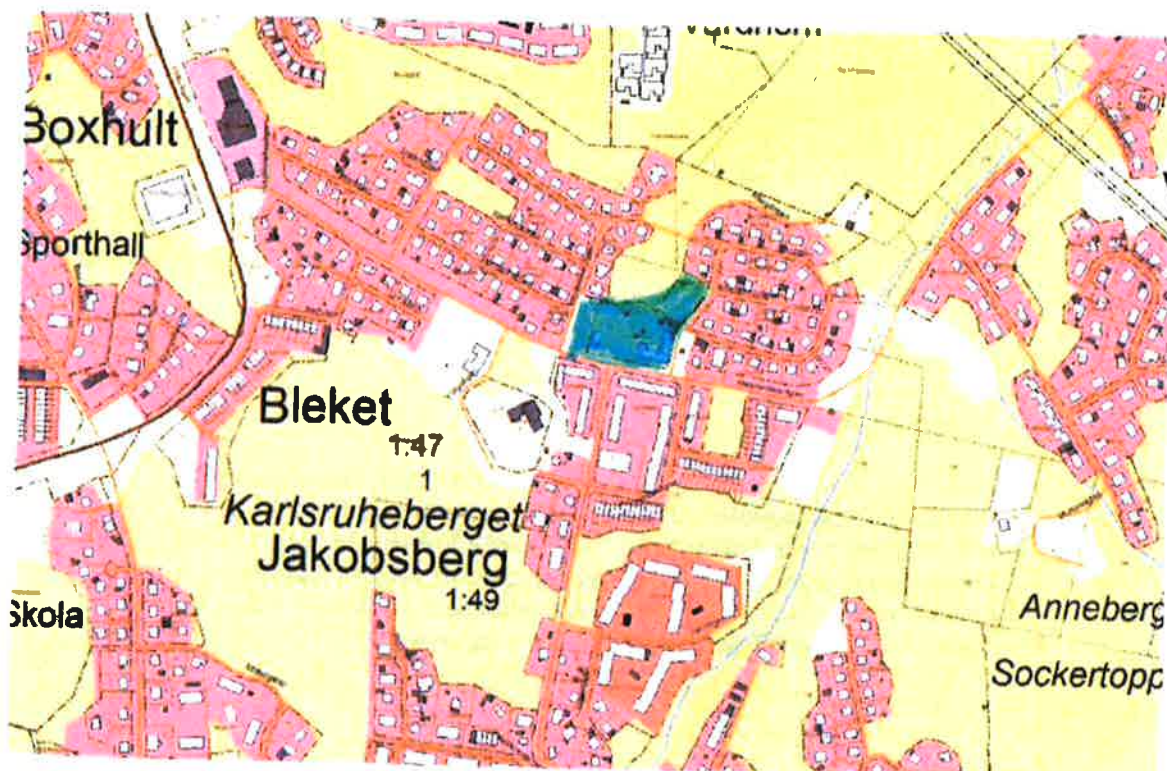 Boxhult
Sporthall
Bleket
1:47
1
Karlsruheberget
Jakobsberg
1:49
Skola
Anneberg
Sockertopp